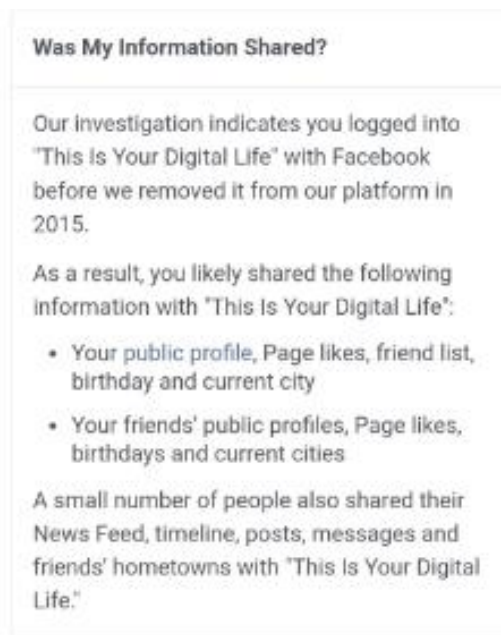 Was My Information Shared?
Our investigation indicates you logged into
"This Is Your Digital Life" with Facebook
before we removed it from our platform in
2015.
As a result, you likely shared the following
information with "This Is Your Digital Life":
• Your public profile, Page likes, friend list,
birthday and current city
• Your friends' public profiles, Page likes,
birthdays and current cities
A small number of people also shared their
News Feed, timeline, posts, messages and
friends' hometowns with "This Is Your Digital
Life."